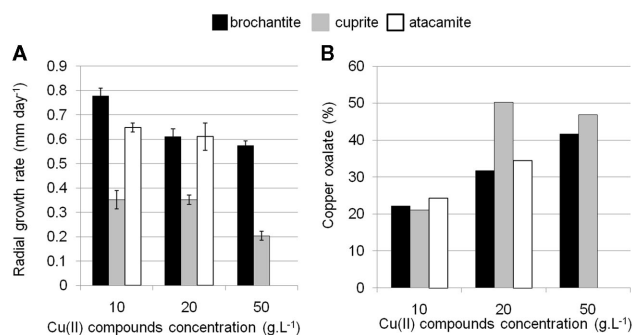 brochantite cuprite atacamite
A
Radial growth rate (mm day-1)
0.9
0.8
0.7
0.6
0.5
0.4
0.3
0.2
0.1
0
10 20 50
Cu(II) compounds concentration (g.L-1)
B
Copper oxalate (%)
60
50
40
30
20
10
0
10 20 50
Cu(II) compounds concentration (g.L-1)